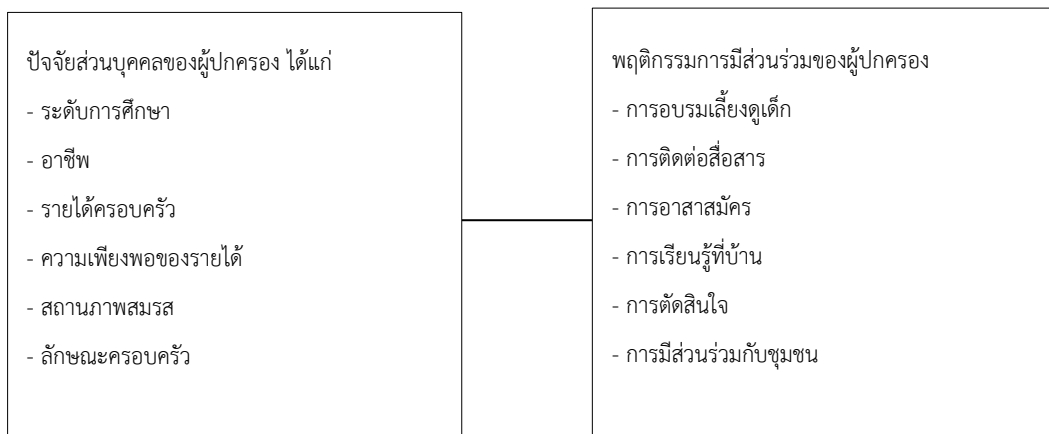 ปัจจัยส่วนบุคคลของผู้ปกครอง ได้แก่
- ระดับการศึกษา
- อาชีพ
- รายได้ครอบครัว
- ความเพียงพอของรายได้
- สถานภาพสมรส
- ลักษณะครอบครัว
พฤติกรรมการมีส่วนร่วมของผู้ปกครอง
- การอบรมเลี้ยงดูเด็ก
- การติดต่อสื่อสาร
- การอาสาสมัคร
- การเรียนรู้ที่บ้าน
- การตัดสินใจ
- การมีส่วนร่วมกับชุมชน